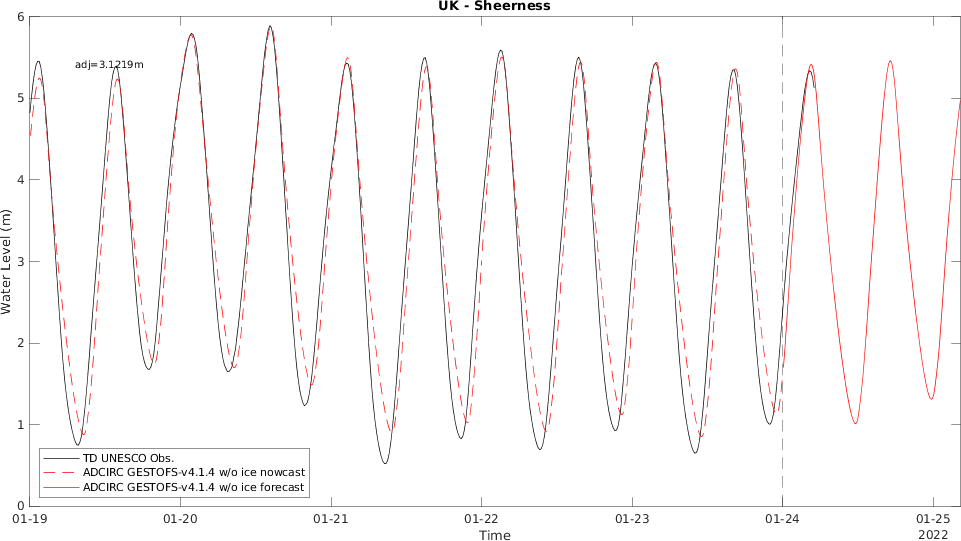 UK - Sheerness
adj=3.1219m
6
5
4
3
2
1
0
Water Level (m)
TD UNESCO Obs.
ADCIRC GESTOFS-v4.1.4 w/o ice nowcast
ADCIRC GESTOFS-v4.1.4 w/o ice forecast
01-19 01-20 01-21 01-22 01-23 01-24 01-25
2022
Time